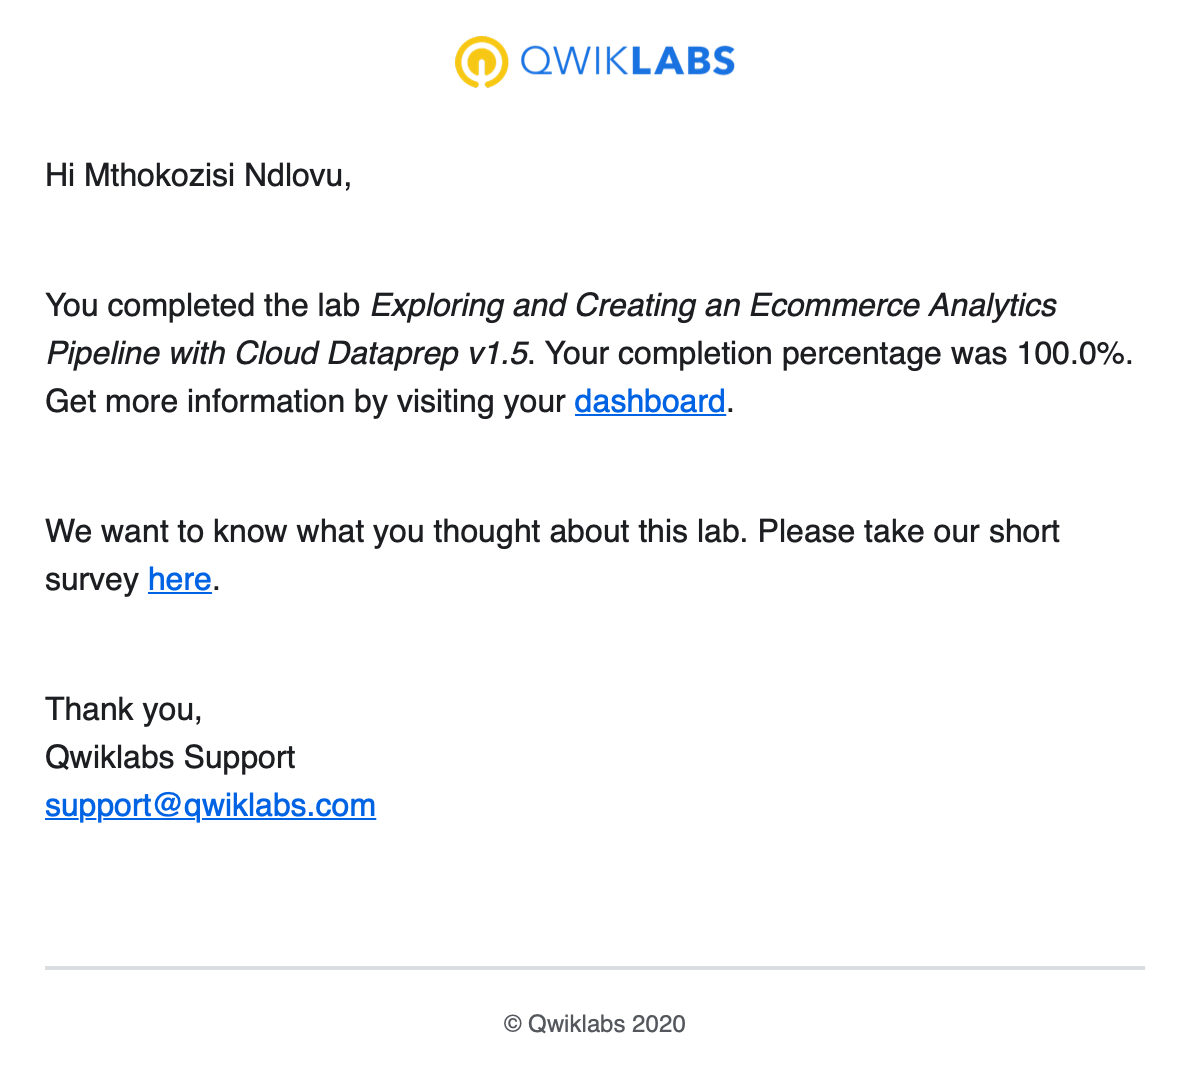 QWIKLABS
Hi Mthokozisi Ndlovu,
You completed the lab Exploring and Creating an Ecommerce Analytics
Pipeline with Cloud Dataprep v1.5. Your completion percentage was 100.0%.
Get more information by visiting your dashboard.
We want to know what you thought about this lab. Please take our short
survey here.
Thank you,
Qwiklabs Support
support@qwiklabs.com
© Qwiklabs 2020